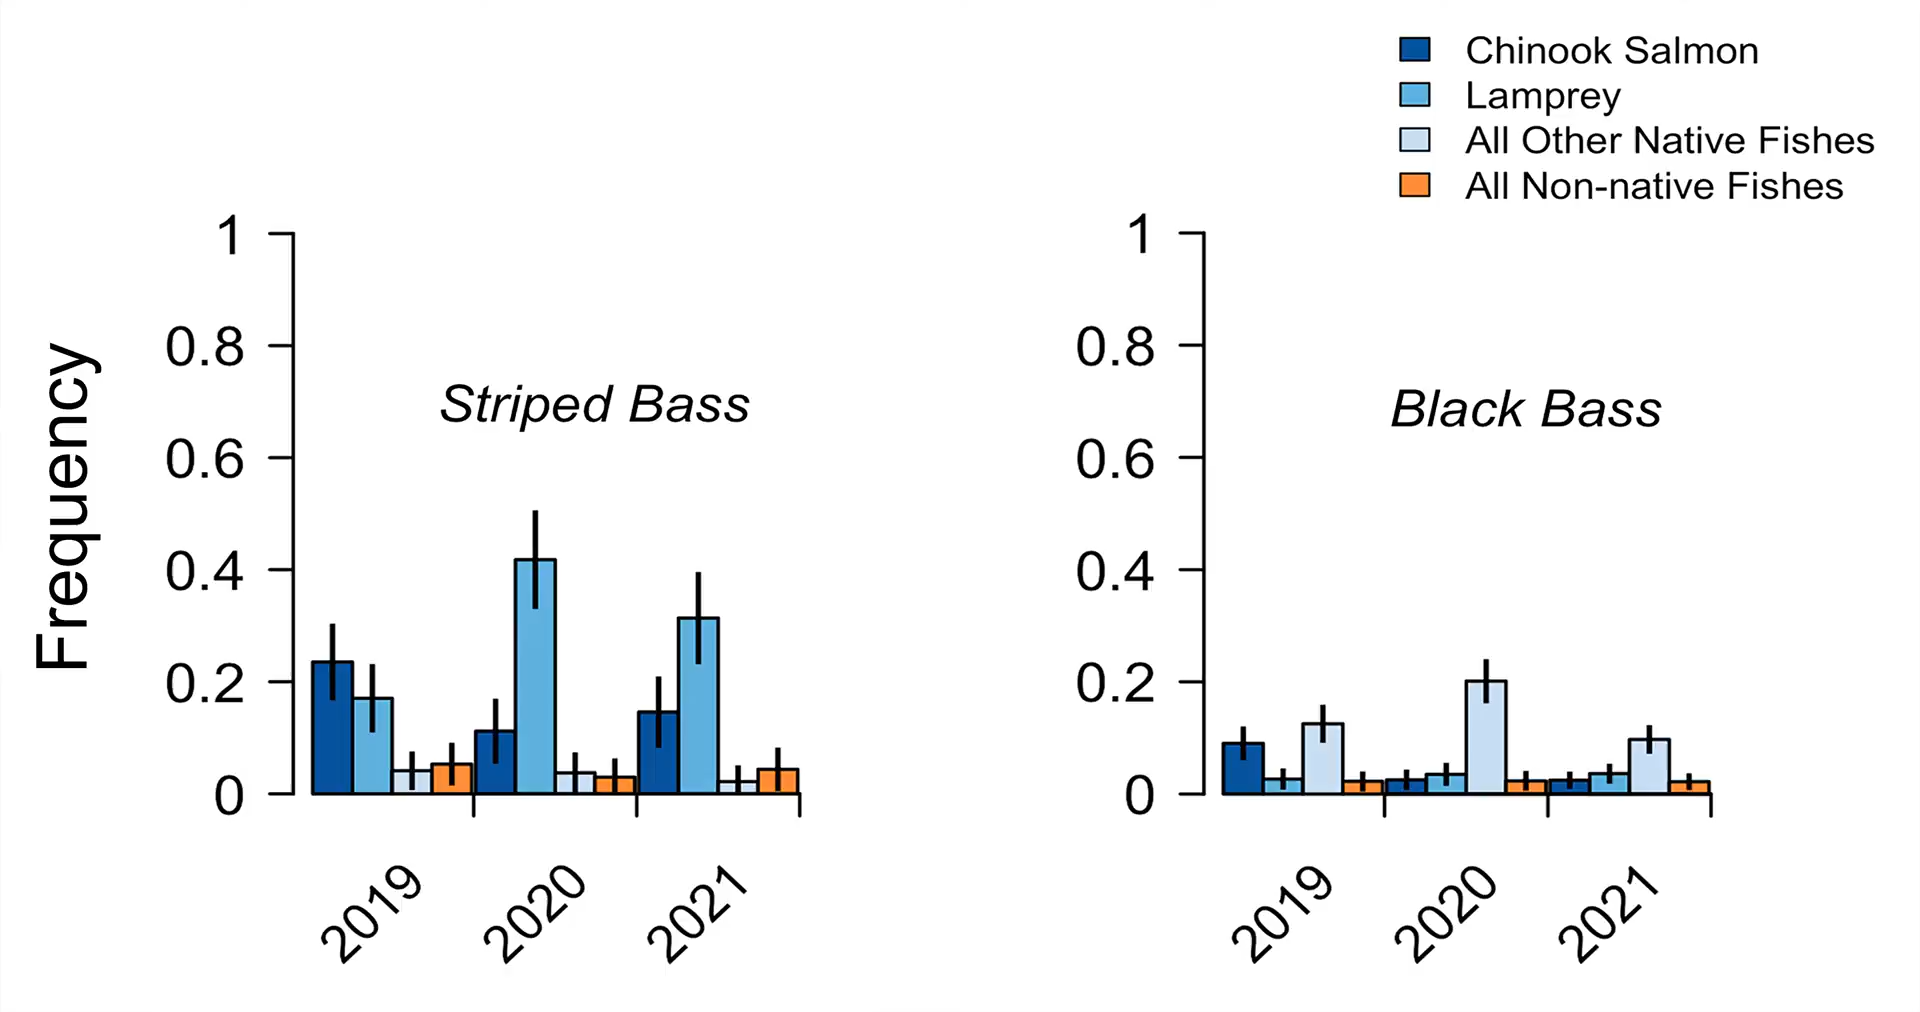 Chinook Salmon
Lamprey
All Other Native Fishes
All Non-native Fishes
Frequency
1
0.8
0.6
0.4
0.2
0
Striped Bass
2019
2020
2021
1
0.8
0.6
0.4
0.2
0
Black Bass
2019
2020
2021